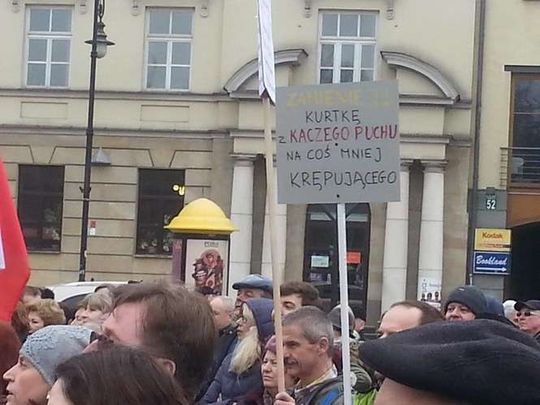 ZAMIENIĘ
KURTKĘ
z KACZEGO PUCHU
NA COŚ MNIEJ
KRĘPUJĄCEGO
52
Kodak
Bookland